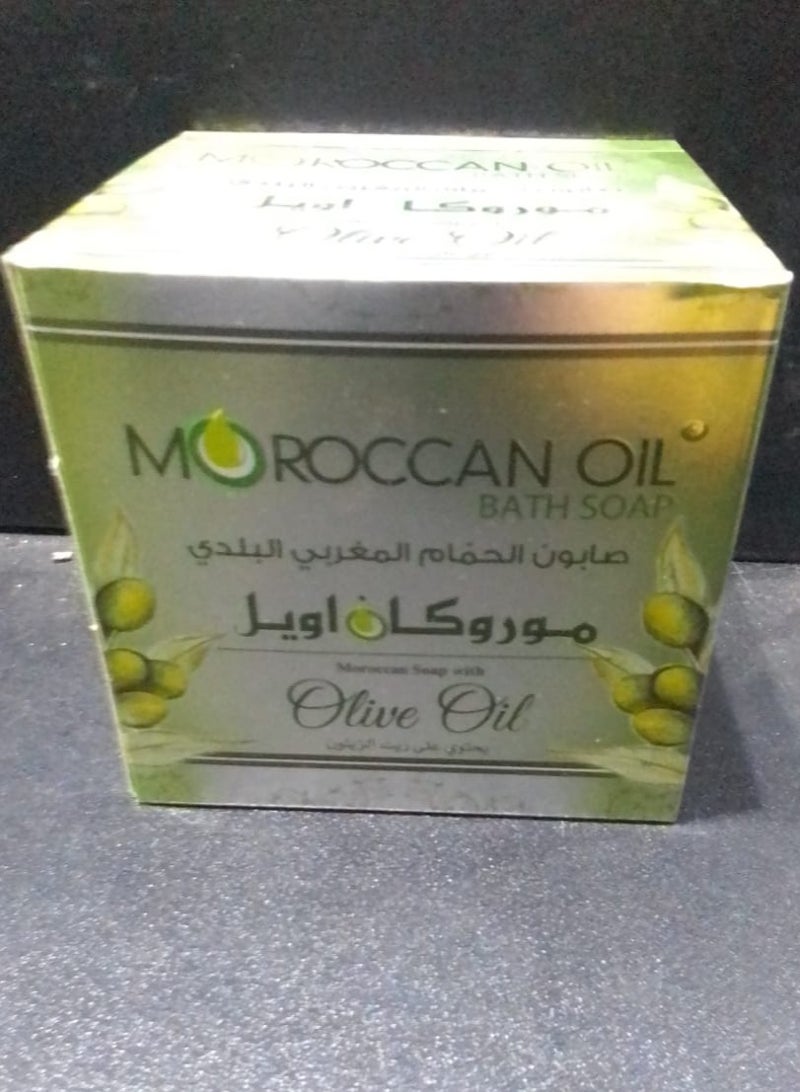 MOROCCAN OIL
موروكان اويل
Olive Oil
MOROCCAN OIL
BATH SOAP
صابون الحمام المغربي البلدي
موروكان اويل
Moroccan Soap with
Olive Oil
يحتوي على زيت الزيتون